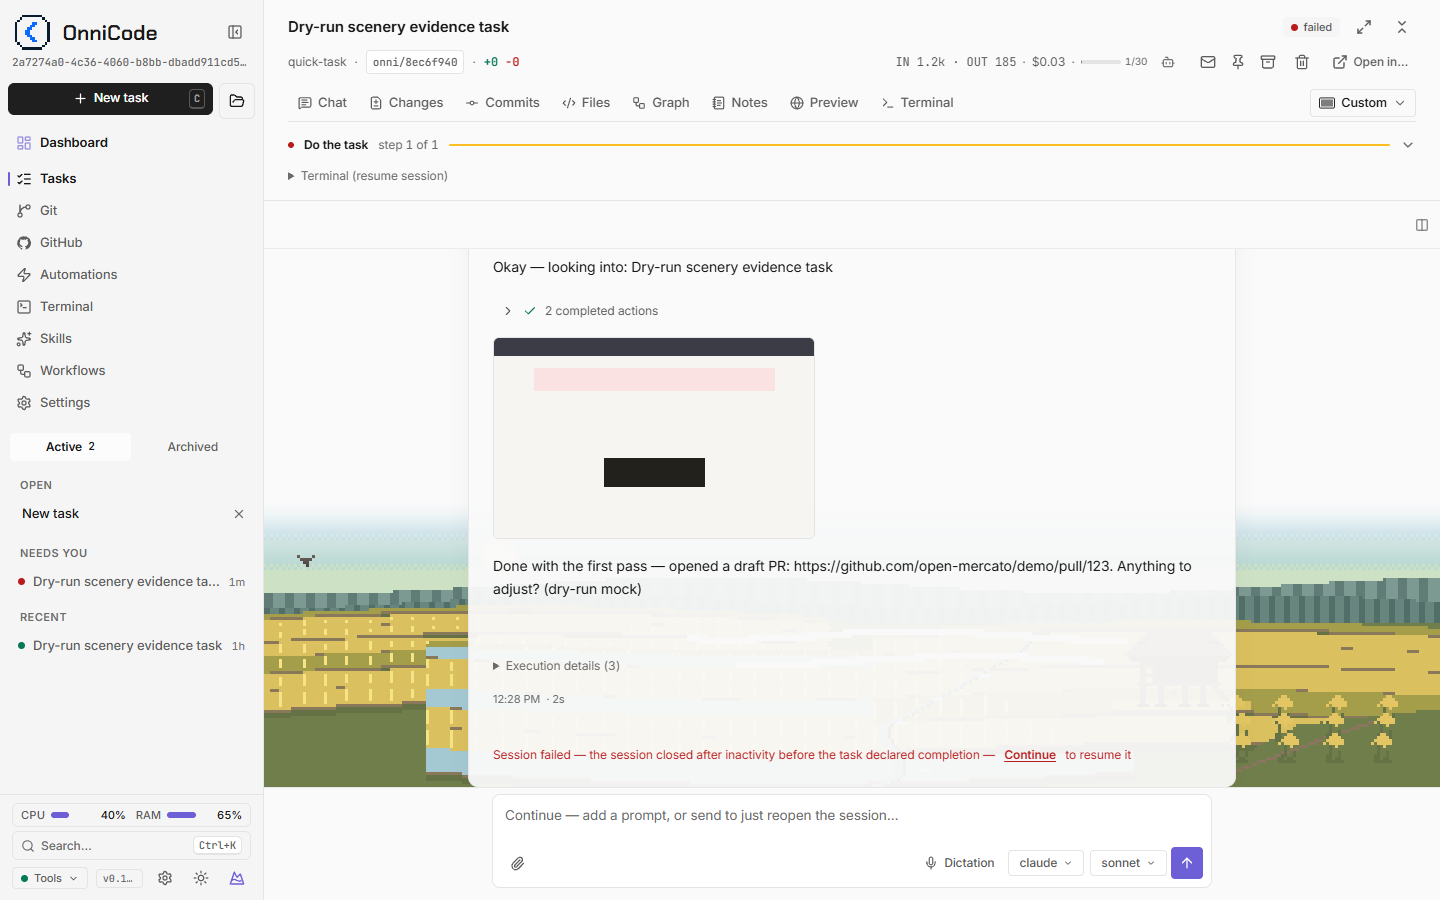 OnniCode
2a7274a0-4c36-4060-b8bb-dbadd911cd5…
+ New task C
Dashboard
Tasks
Git
GitHub
Automations
Terminal
Skills
Workflows
Settings
Active 2 Archived
OPEN
New task
NEEDS YOU
Dry-run scenery evidence ta… 1m
RECENT
Dry-run scenery evidence task 1h
CPU 40% RAM 65%
Search... Ctrl+K
Tools v0.1…
Dry-run scenery evidence task failed
quick-task · onni/8ec6f940 · +0 -0 IN 1.2k · OUT 185 · $0.03 · 1/30 Open in...
Chat Changes Commits Files Graph Notes Preview Terminal Custom
Do the task step 1 of 1
Terminal (resume session)
Okay — looking into: Dry-run scenery evidence task
2 completed actions
Done with the first pass — opened a draft PR: https://github.com/open-mercato/demo/pull/123. Anything to
adjust? (dry-run mock)
Execution details (3)
12:28 PM · 2s
Session failed — the session closed after inactivity before the task declared completion — Continue to resume it
Continue — add a prompt, or send to just reopen the session...
Dictation claude sonnet